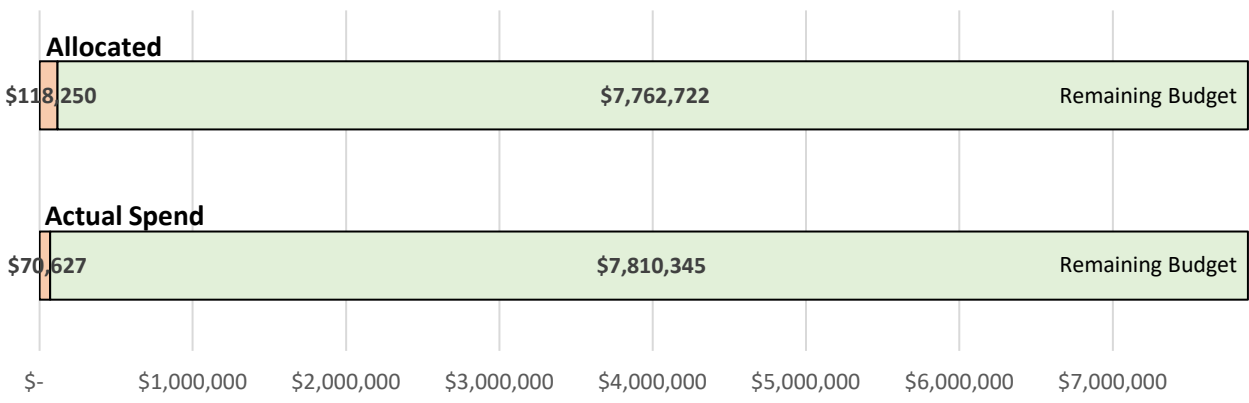 Allocated
$118,250 $7,762,722 Remaining Budget
Actual Spend
$70,627 $7,810,345 Remaining Budget
$- $1,000,000 $2,000,000 $3,000,000 $4,000,000 $5,000,000 $6,000,000 $7,000,000